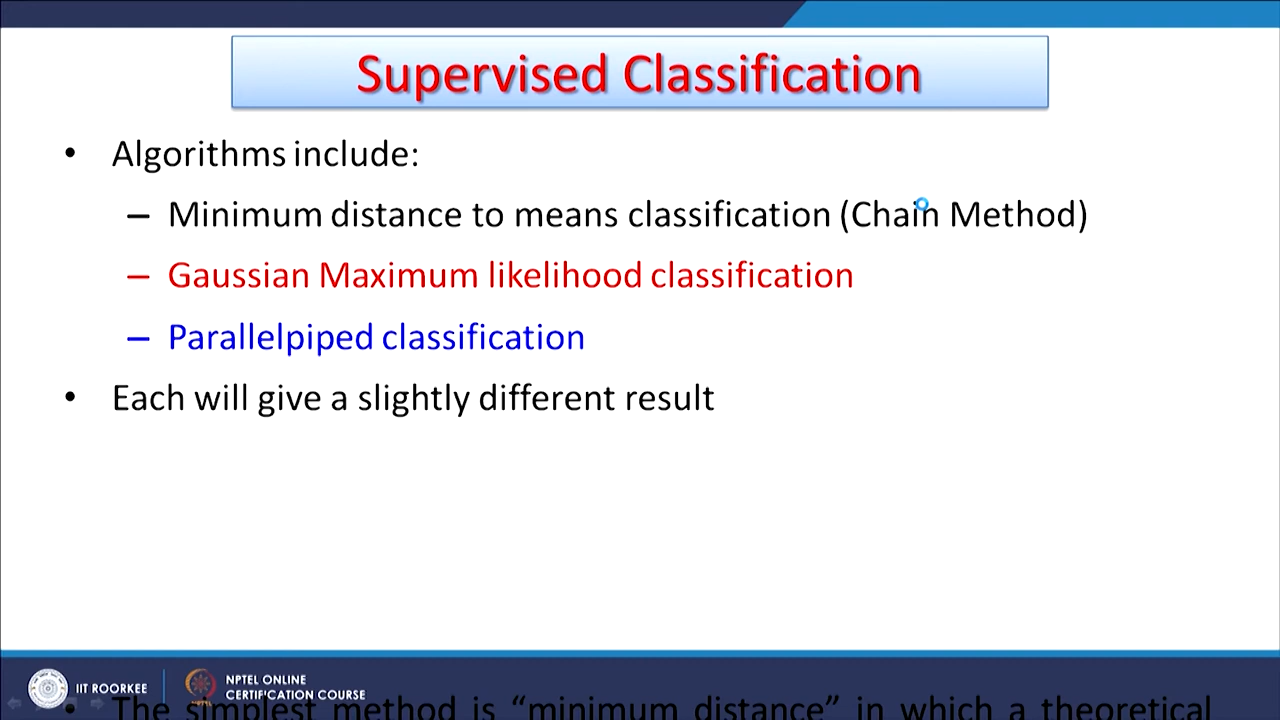 Supervised Classification
• Algorithms include:
– Minimum distance to means classification (Chain Method)
– Gaussian Maximum likelihood classification
– Parallelpiped classification
• Each will give a slightly different result
IIT ROORKEE
NPTEL ONLINE
CERTIFICATION COURSE
NPTEL
• The simplest method is “minimum distance” in which a theoretical